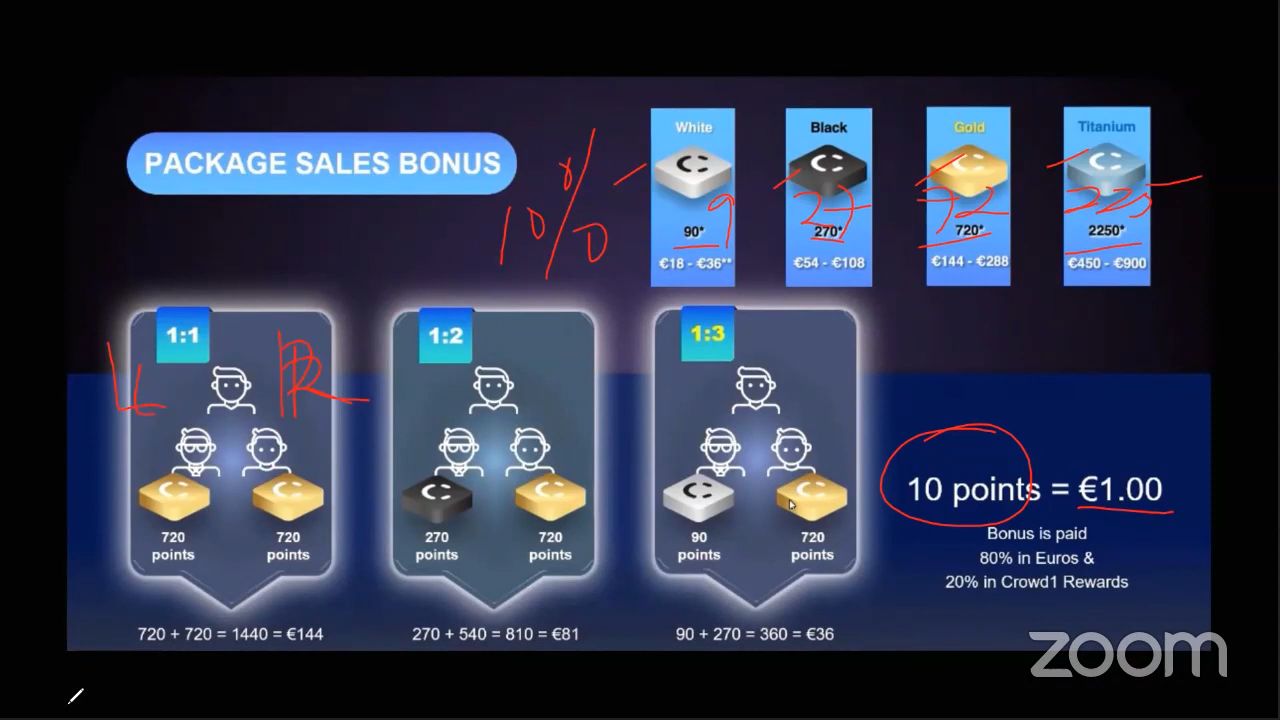 White
Black
Gold
Titanium
PACKAGE SALES BONUS
10%
9
27
72
225
90*
270*
720*
2250*
€18 - €36**
€54 - €108
€144 - €288
€450 - €900
1:1
1:2
1:3
L
R
10 points = €1.00
Bonus is paid
80% in Euros &
20% in Crowd1 Rewards
720
points
720
points
270
points
720
points
90
points
720
points
720 + 720 = 1440 = €144
270 + 540 = 810 = €81
90 + 270 = 360 = €36
zoom